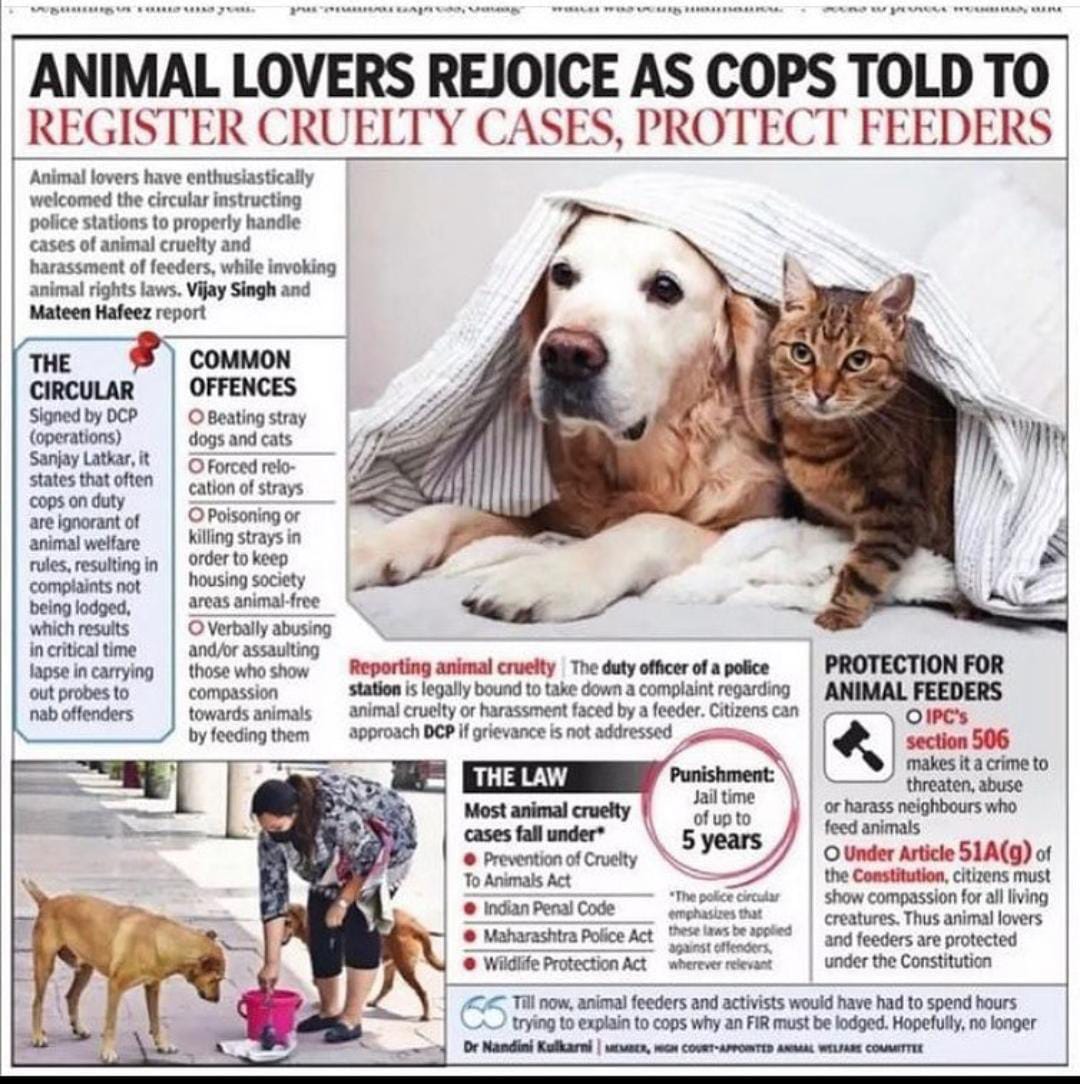 ANIMAL LOVERS REJOICE AS COPS TOLD TO
REGISTER CRUELTY CASES, PROTECT FEEDERS
Animal lovers have enthusiastically
welcomed the circular instructing
police stations to properly handle
cases of animal cruelty and
harassment of feeders, while invoking
animal rights laws. Vijay Singh and
Mateen Hafeez report
THE
CIRCULAR
Signed by DCP
(operations)
Sanjay Latkar, it
states that often
cops on duty
are ignorant of
animal welfare
rules, resulting in
complaints not
being lodged,
which results
in critical time
lapse in carrying
out probes to
nab offenders
COMMON
OFFENCES
Beating stray
dogs and cats
Forced relo-
cation of strays
Poisoning or
killing strays in
order to keep
housing society
areas animal-free
Verbally abusing
and/or assaulting
those who show
compassion
towards animals
by feeding them
Reporting animal cruelty | The duty officer of a police
station is legally bound to take down a complaint regarding
animal cruelty or harassment faced by a feeder. Citizens can
approach DCP if grievance is not addressed
THE LAW
Most animal cruelty
cases fall under*
• Prevention of Cruelty
To Animals Act
• Indian Penal Code
• Maharashtra Police Act
• Wildlife Protection Act
Punishment:
Jail time
of up to
5 years
*The police circular
emphasizes that
these laws be applied
against offenders,
wherever relevant
PROTECTION FOR
ANIMAL FEEDERS
IPC's
section 506
makes it a crime to
threaten, abuse
or harass neighbours who
feed animals
Under Article 51A(g) of
the Constitution, citizens must
show compassion for all living
creatures. Thus animal lovers
and feeders are protected
under the Constitution
Till now, animal feeders and activists would have had to spend hours
trying to explain to cops why an FIR must be lodged. Hopefully, no longer
Dr Nandini Kulkarni | MEMBER, HIGH COURT-APPOINTED ANIMAL WELFARE COMMITTEE